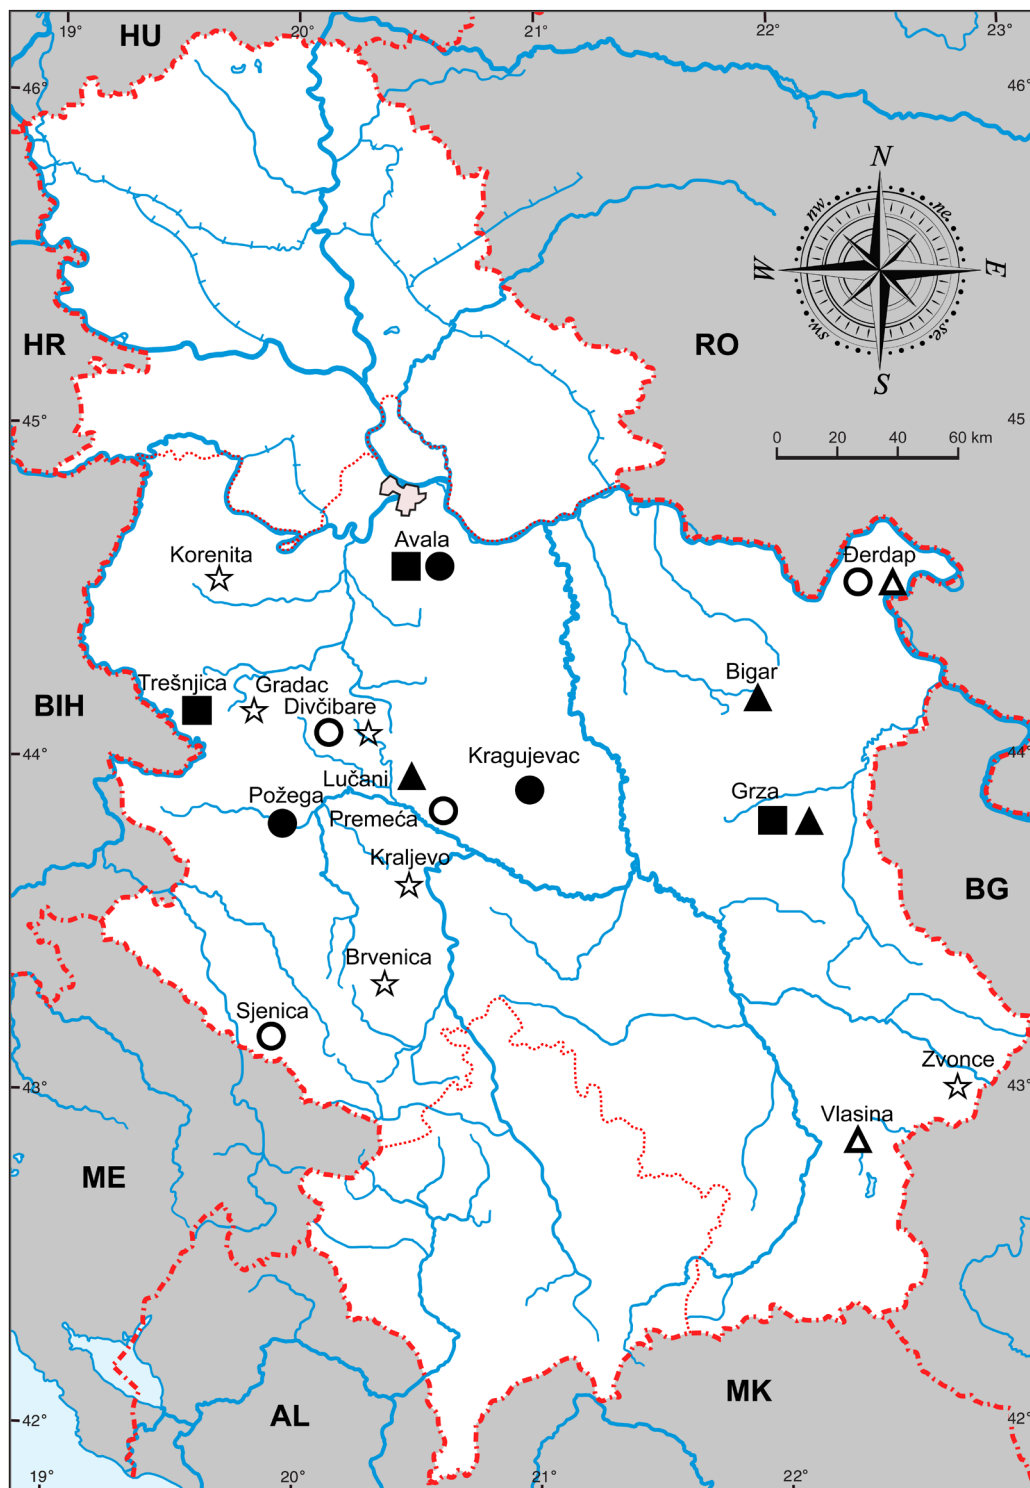 19° 20° 21° 22° 23°
HU
46° 46°
N
nw ne
W E
sw se
S
HR
RO
45° 45
0 20 40 60 km
Avala
Korenita
Đerdap
Bigar
Trešnjica Gradac
BIH
Divčibare
44° 44°
Kragujevac
Lučani
Požega
Grza
Premeća
Kraljevo
BG
Brvenica
Sjenica
Zvonce
43° 43°
Vlasina
ME
MK
AL
42° 42°
19° 20° 21° 22°